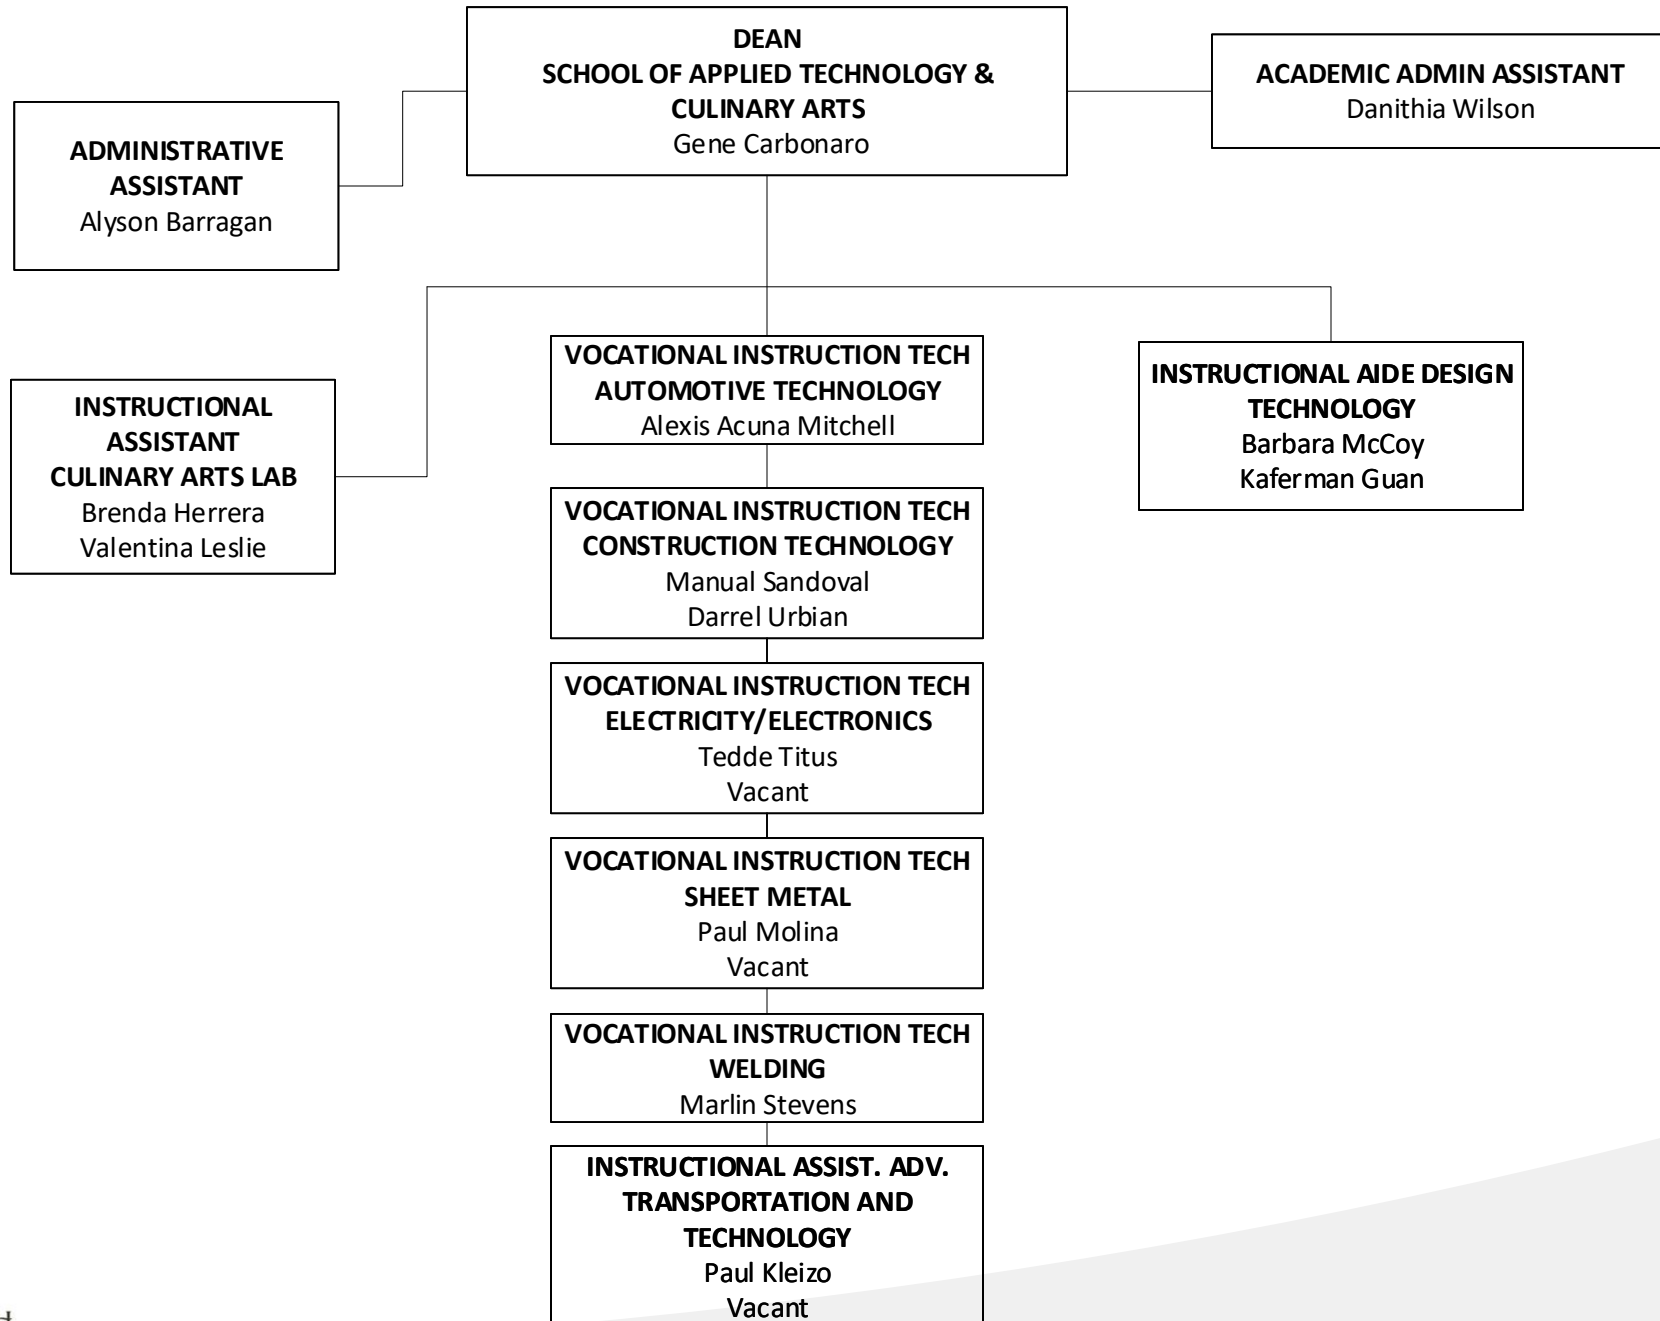 DEAN
SCHOOL OF APPLIED TECHNOLOGY &
CULINARY ARTS
Gene Carbonaro
ACADEMIC ADMIN ASSISTANT
Danithia Wilson
ADMINISTRATIVE
ASSISTANT
Alyson Barragan
INSTRUCTIONAL
ASSISTANT
CULINARY ARTS LAB
Brenda Herrera
Valentina Leslie
VOCATIONAL INSTRUCTION TECH
AUTOMOTIVE TECHNOLOGY
Alexis Acuna Mitchell
INSTRUCTIONAL AIDE DESIGN
TECHNOLOGY
Barbara McCoy
Kaferman Guan
VOCATIONAL INSTRUCTION TECH
CONSTRUCTION TECHNOLOGY
Manual Sandoval
Darrel Urbian
VOCATIONAL INSTRUCTION TECH
ELECTRICITY/ELECTRONICS
Tedde Titus
Vacant
VOCATIONAL INSTRUCTION TECH
SHEET METAL
Paul Molina
Vacant
VOCATIONAL INSTRUCTION TECH
WELDING
Marlin Stevens
INSTRUCTIONAL ASSIST. ADV.
TRANSPORTATION AND
TECHNOLOGY
Paul Kleizo
Vacant